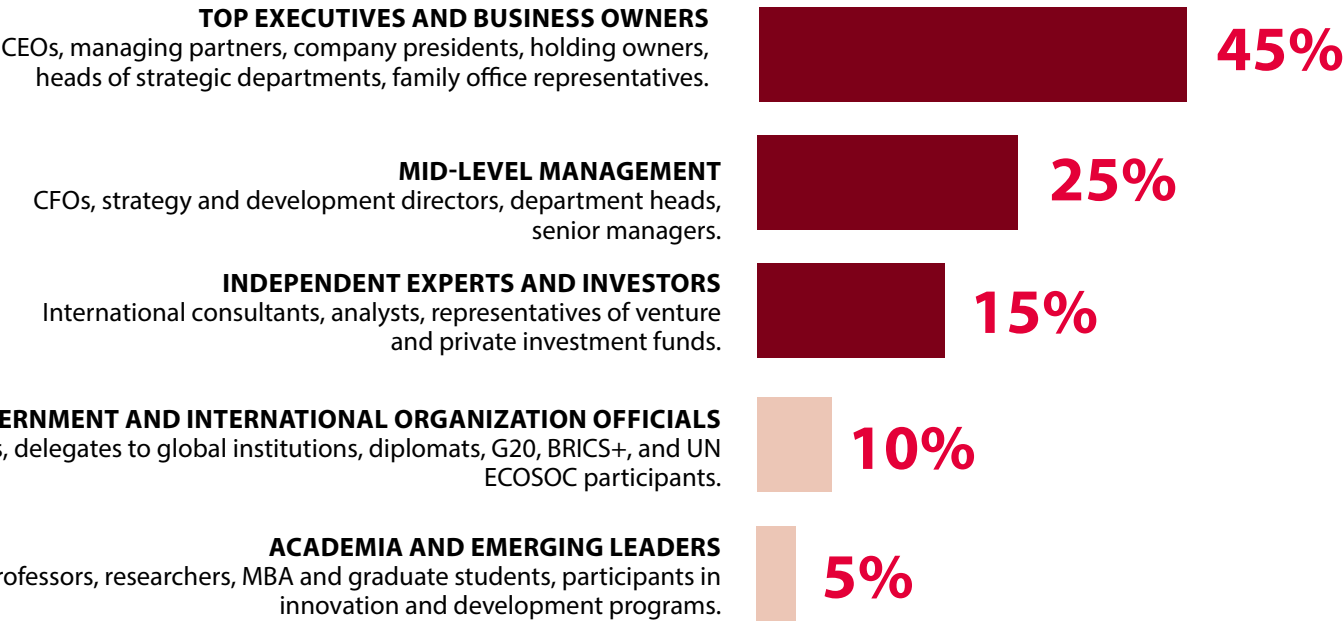 TOP EXECUTIVES AND BUSINESS OWNERS
CEOs, managing partners, company presidents, holding owners,
heads of strategic departments, family office representatives.
45%
MID-LEVEL MANAGEMENT
CFOs, strategy and development directors, department heads,
senior managers.
25%
INDEPENDENT EXPERTS AND INVESTORS
International consultants, analysts, representatives of venture
and private investment funds.
15%
ERNMENT AND INTERNATIONAL ORGANIZATION OFFICIALS
s, delegates to global institutions, diplomats, G20, BRICS+, and UN
ECOSOC participants.
10%
ACADEMIA AND EMERGING LEADERS
rofessors, researchers, MBA and graduate students, participants in
innovation and development programs.
5%